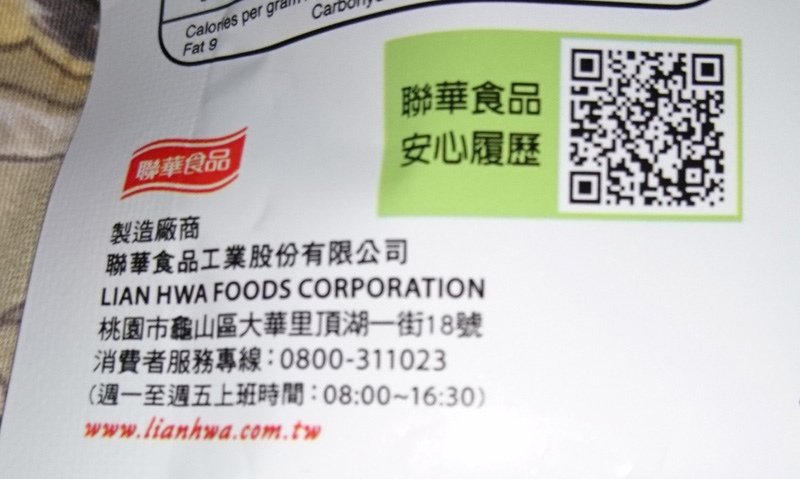 Calories per gram
Carbohy
Fat 9
聯華食品
安心履歷
聯華食品
製造廠商
聯華食品工業股份有限公司
LIAN HWA FOODS CORPORATION
桃園市龜山區大華里頂湖一街18號
消費者服務專線:0800-311023
(週一至週五上班時間:08:00~16:30)
www.lianhwa.com.tw